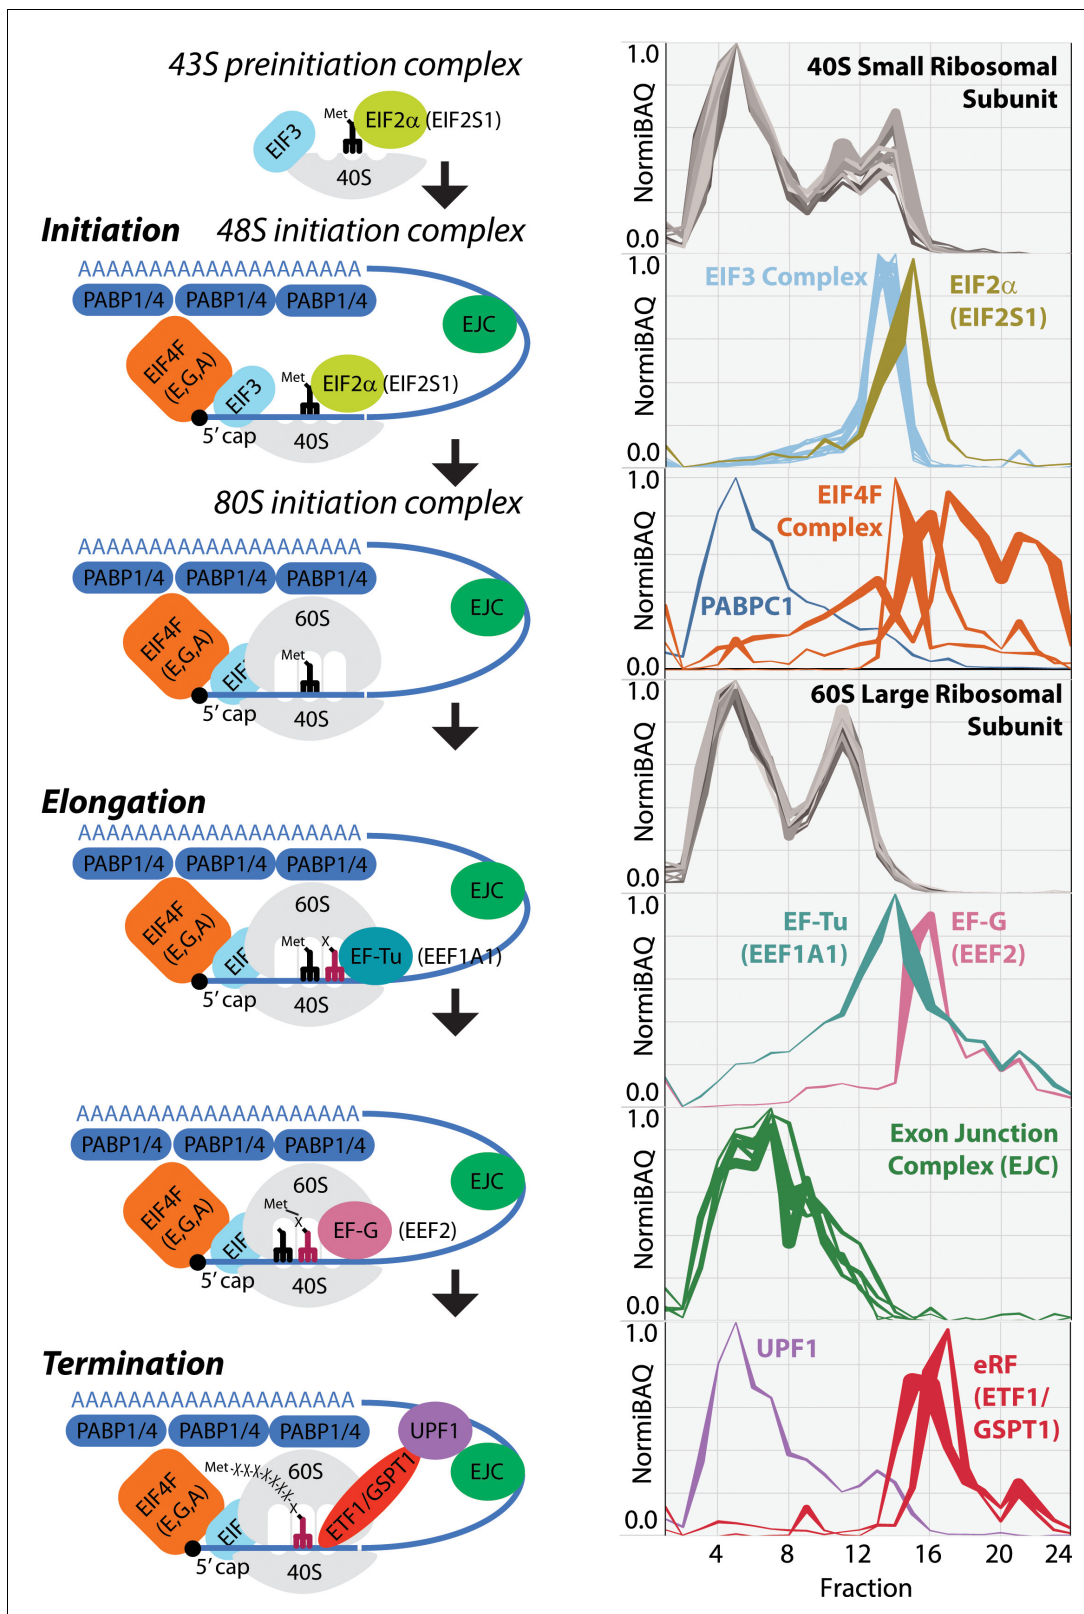 43S preinitiation complex
Met
EIF3
EIF2α (EIF2S1)
40S
Initiation
48S initiation complex
AAAAAAAAAAAAAAAAAAAA
PABP1/4 PABP1/4 PABP1/4
EJC
EIF4F
(E,G,A)
EIF3
Met
EIF2α (EIF2S1)
5’ cap
40S
80S initiation complex
AAAAAAAAAAAAAAAAAAAA
PABP1/4 PABP1/4 PABP1/4
60S
EJC
EIF4F
(E,G,A)
EIF
Met
5’ cap
40S
Elongation
AAAAAAAAAAAAAAAAAAAA
PABP1/4 PABP1/4 PABP1/4
60S
EJC
EIF4F
(E,G,A)
EIF
Met
X
EF-Tu (EEF1A1)
5’ cap
40S
AAAAAAAAAAAAAAAAAAAA
PABP1/4 PABP1/4 PABP1/4
60S
EJC
EIF4F
(E,G,A)
EIF
Met
X
EF-G (EEF2)
5’ cap
40S
Termination
AAAAAAAAAAAAAAAAAAAA
PABP1/4 PABP1/4 PABP1/4
UPF1
EJC
60S
Met-X-X-X-X-X-X-X
EIF4F
(E,G,A)
EIF
ETF1/GSPT1
5’ cap
40S
1.0
NormiBAQ
0.0
40S Small Ribosomal
Subunit
1.0
NormiBAQ
0.0
EIF3 Complex
EIF2α
(EIF2S1)
1.0
NormiBAQ
0.0
EIF4F
Complex
PABPC1
1.0
NormiBAQ
0.0
60S Large Ribosomal
Subunit
1.0
NormiBAQ
0.0
EF-Tu
(EEF1A1)
EF-G
(EEF2)
1.0
NormiBAQ
0.0
Exon Junction
Complex (EJC)
1.0
NormiBAQ
0.0
UPF1
eRF
(ETF1/
GSPT1)
4 8 12 16 20 24
Fraction